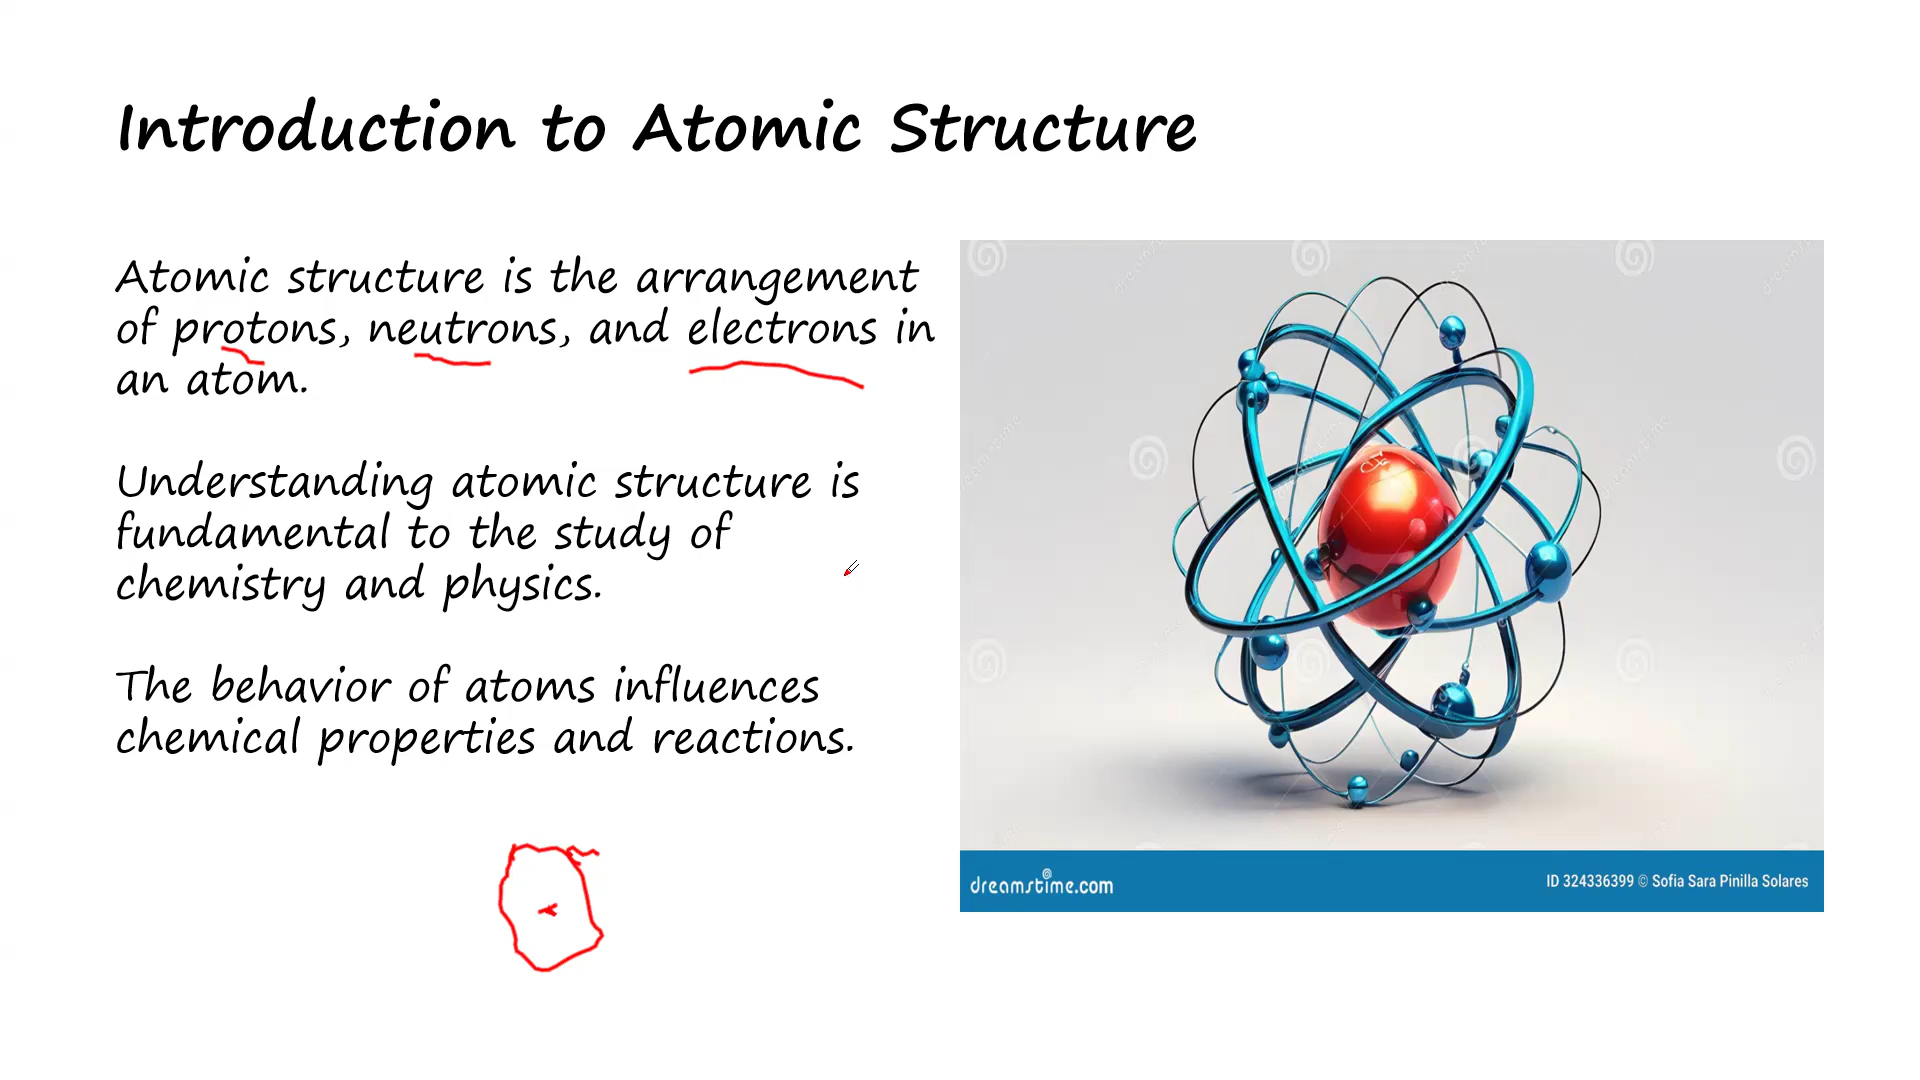 Introduction to Atomic Structure
Atomic structure is the arrangement
of protons, neutrons, and electrons in
an atom.
Understanding atomic structure is
fundamental to the study of
chemistry and physics.
The behavior of atoms influences
chemical properties and reactions.
dreamstime.com
ID 324336399 © Sofia Sara Pinilla Solares